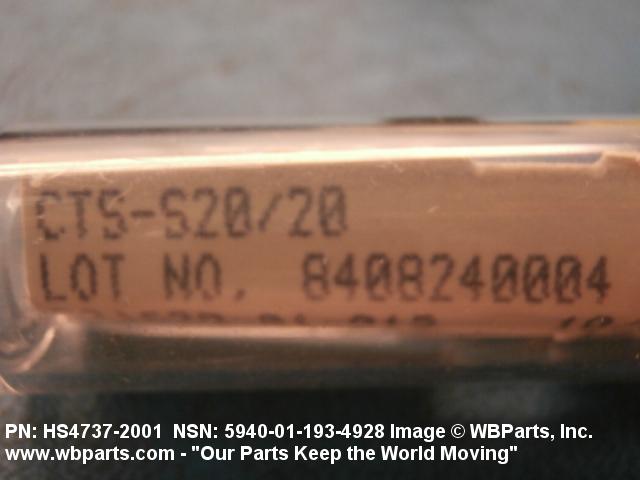 CTS-S20/20
LOT NO. 8408240004
PN: HS4737-2001 NSN: 5940-01-193-4928 Image © WBParts, Inc.
www.wbparts.com - "Our Parts Keep the World Moving"